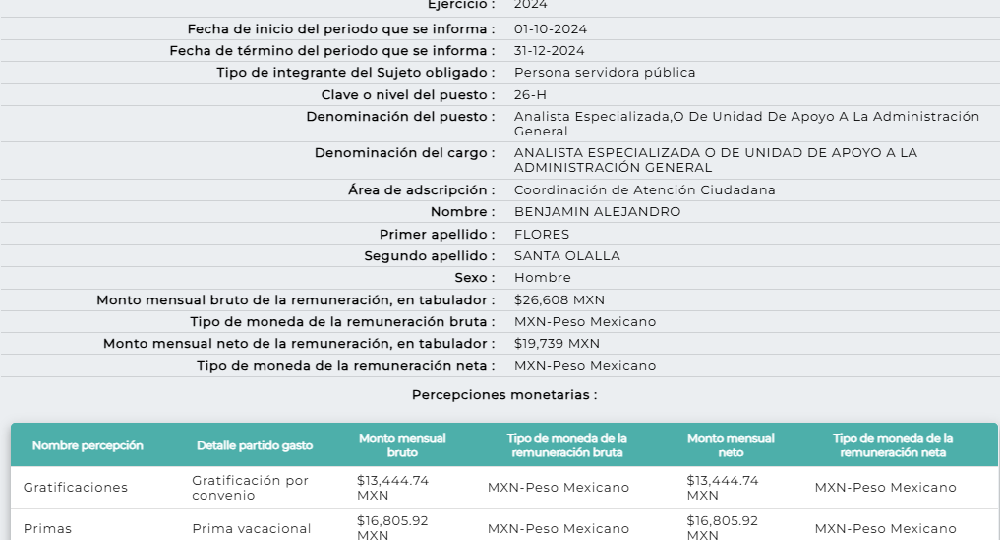 Ejercicio : 2024
Fecha de inicio del periodo que se informa : 01-10-2024
Fecha de término del periodo que se informa : 31-12-2024
Tipo de integrante del Sujeto obligado : Persona servidora pública
Clave o nivel del puesto : 26-H
Denominación del puesto : Analista Especializada,O De Unidad De Apoyo A La Administración
General
Denominación del cargo : ANALISTA ESPECIALIZADA O DE UNIDAD DE APOYO A LA
ADMINISTRACIÓN GENERAL
Área de adscripción : Coordinación de Atención Ciudadana
Nombre : BENJAMIN ALEJANDRO
Primer apellido : FLORES
Segundo apellido : SANTA OLALLA
Sexo : Hombre
Monto mensual bruto de la remuneración, en tabulador : $26,608 MXN
Tipo de moneda de la remuneración bruta : MXN-Peso Mexicano
Monto mensual neto de la remuneración, en tabulador : $19,739 MXN
Tipo de moneda de la remuneración neta : MXN-Peso Mexicano
Percepciones monetarias :
Nombre percepción
Detalle partido gasto
Monto mensual
bruto
Tipo de moneda de la
remuneración bruta
Monto mensual
neto
Tipo de moneda de la
remuneración neta
Gratificaciones
Gratificación por
convenio
$13,444.74
MXN
MXN-Peso Mexicano
$13,444.74
MXN
MXN-Peso Mexicano
Primas
Prima vacacional
$16,805.92
MXN
MXN-Peso Mexicano
$16,805.92
MXN
MXN-Peso Mexicano